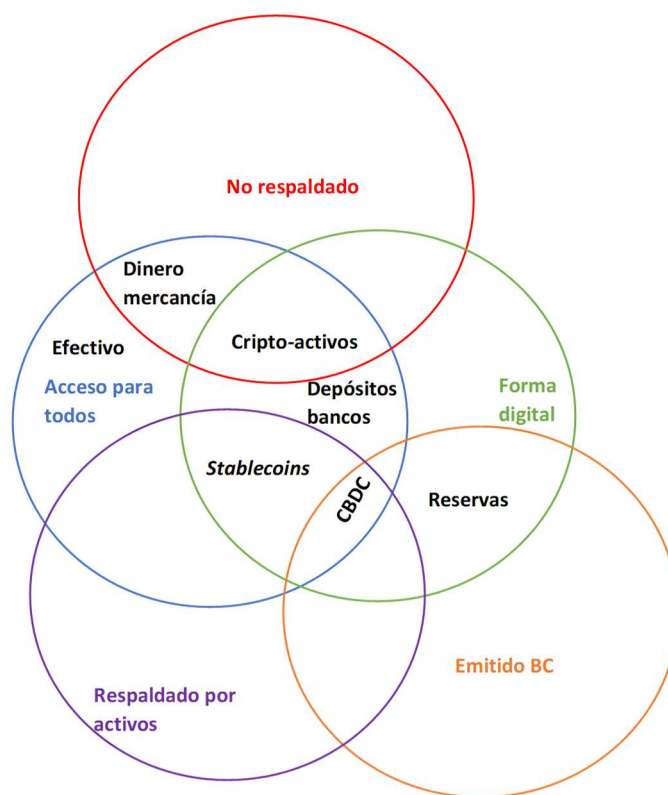 No respaldado
Dinero
mercancía
Efectivo
Cripto-activos
Acceso para
todos
Depósitos
bancos
Forma
digital
Stablecoins
CBDC
Reservas
Respaldado por
activos
Emitido BC